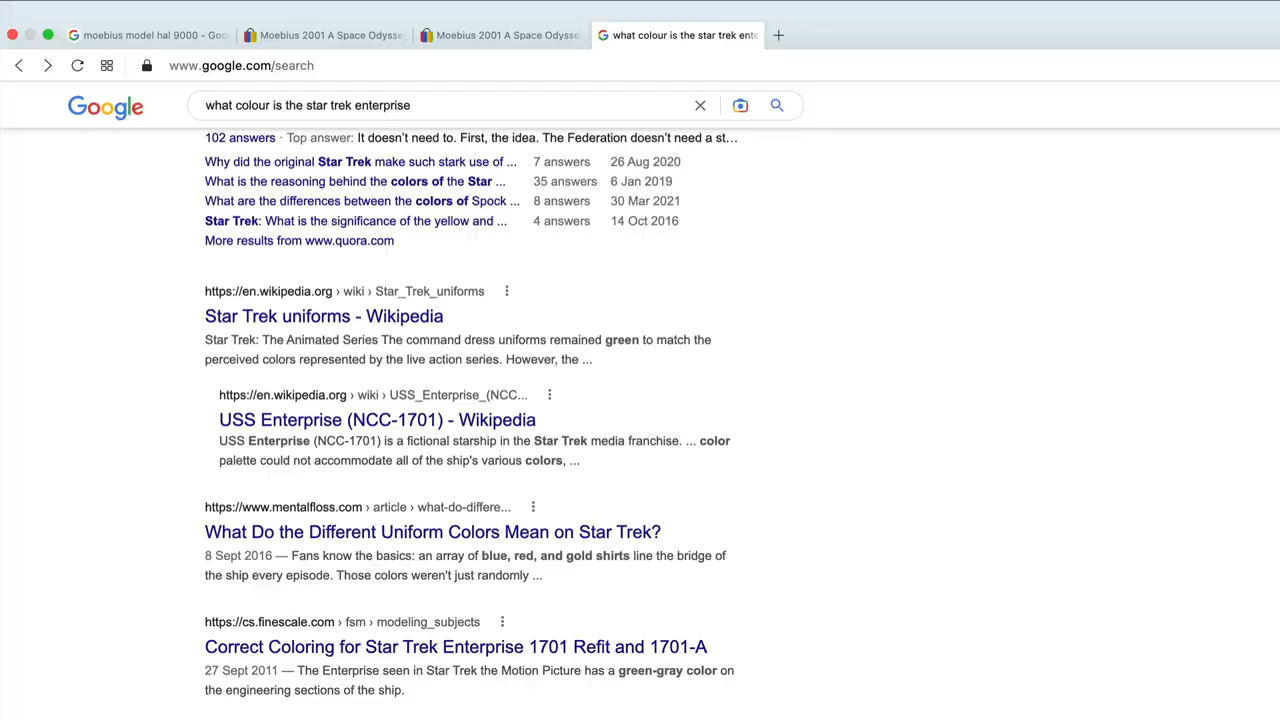 moebius model hal 9000 - Goo
Moebius 2001 A Space Odysse
Moebius 2001 A Space Odysse
what colour is the star trek ente
www.google.com/search
Google
what colour is the star trek enterprise
102 answers · Top answer: It doesn't need to. First, the idea. The Federation doesn't need a st...
Why did the original Star Trek make such stark use of ... 7 answers 26 Aug 2020
What is the reasoning behind the colors of the Star ... 35 answers 6 Jan 2019
What are the differences between the colors of Spock ... 8 answers 30 Mar 2021
Star Trek: What is the significance of the yellow and ... 4 answers 14 Oct 2016
More results from www.quora.com
https://en.wikipedia.org › wiki › Star_Trek_uniforms
Star Trek uniforms - Wikipedia
Star Trek: The Animated Series The command dress uniforms remained green to match the
perceived colors represented by the live action series. However, the ...
https://en.wikipedia.org › wiki › USS_Enterprise_(NCC...
USS Enterprise (NCC-1701) - Wikipedia
USS Enterprise (NCC-1701) is a fictional starship in the Star Trek media franchise. ... color
palette could not accommodate all of the ship's various colors, ...
https://www.mentalfloss.com › article › what-do-differe...
What Do the Different Uniform Colors Mean on Star Trek?
8 Sept 2016 — Fans know the basics: an array of blue, red, and gold shirts line the bridge of
the ship every episode. Those colors weren't just randomly ...
https://cs.finescale.com › fsm › modeling_subjects
Correct Coloring for Star Trek Enterprise 1701 Refit and 1701-A
27 Sept 2011 — The Enterprise seen in Star Trek the Motion Picture has a green-gray color on
the engineering sections of the ship.